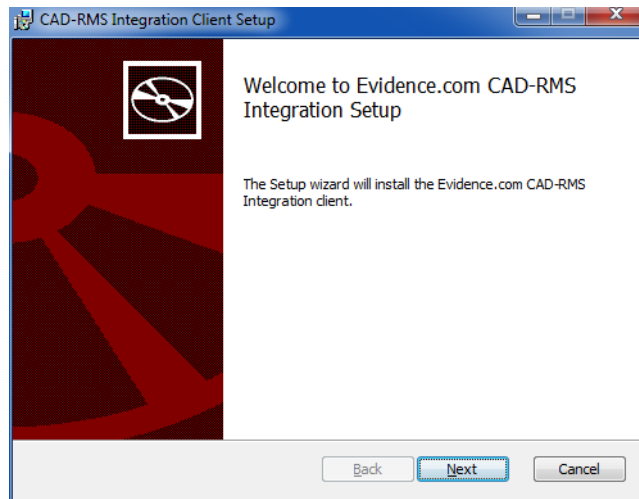 CAD-RMS Integration Client Setup
Welcome to Evidence.com CAD-RMS
Integration Setup
The Setup wizard will install the Evidence.com CAD-RMS
Integration client.
Back Next Cancel